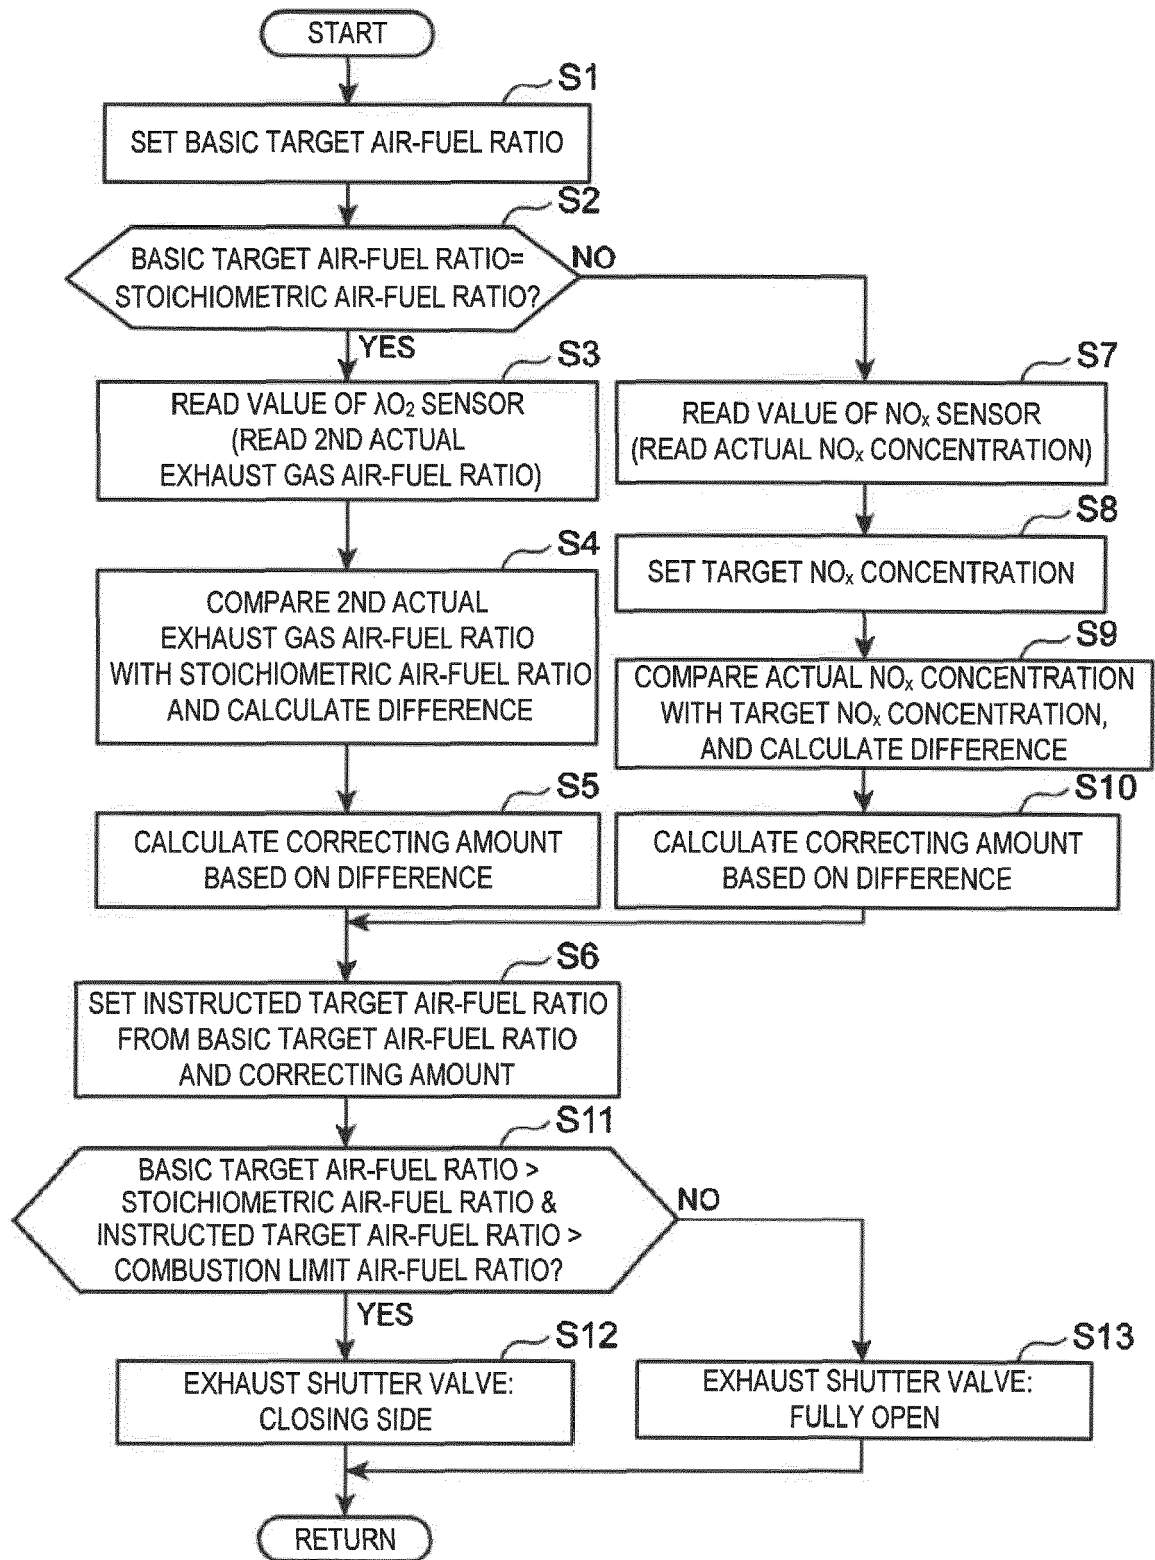 START
S1
SET BASIC TARGET AIR-FUEL RATIO
S2
BASIC TARGET AIR-FUEL RATIO=
STOICHIOMETRIC AIR-FUEL RATIO?
NO
YES
S3
READ VALUE OF λO₂ SENSOR
(READ 2ND ACTUAL
EXHAUST GAS AIR-FUEL RATIO)
S7
READ VALUE OF NOₓ SENSOR
(READ ACTUAL NOₓ CONCENTRATION)
S4
COMPARE 2ND ACTUAL
EXHAUST GAS AIR-FUEL RATIO
WITH STOICHIOMETRIC AIR-FUEL RATIO
AND CALCULATE DIFFERENCE
S8
SET TARGET NOₓ CONCENTRATION
S9
COMPARE ACTUAL NOₓ CONCENTRATION
WITH TARGET NOₓ CONCENTRATION,
AND CALCULATE DIFFERENCE
S5
CALCULATE CORRECTING AMOUNT
BASED ON DIFFERENCE
S10
CALCULATE CORRECTING AMOUNT
BASED ON DIFFERENCE
S6
SET INSTRUCTED TARGET AIR-FUEL RATIO
FROM BASIC TARGET AIR-FUEL RATIO
AND CORRECTING AMOUNT
S11
BASIC TARGET AIR-FUEL RATIO >
STOICHIOMETRIC AIR-FUEL RATIO &
INSTRUCTED TARGET AIR-FUEL RATIO >
COMBUSTION LIMIT AIR-FUEL RATIO?
NO
YES
S12
EXHAUST SHUTTER VALVE:
CLOSING SIDE
S13
EXHAUST SHUTTER VALVE:
FULLY OPEN
RETURN